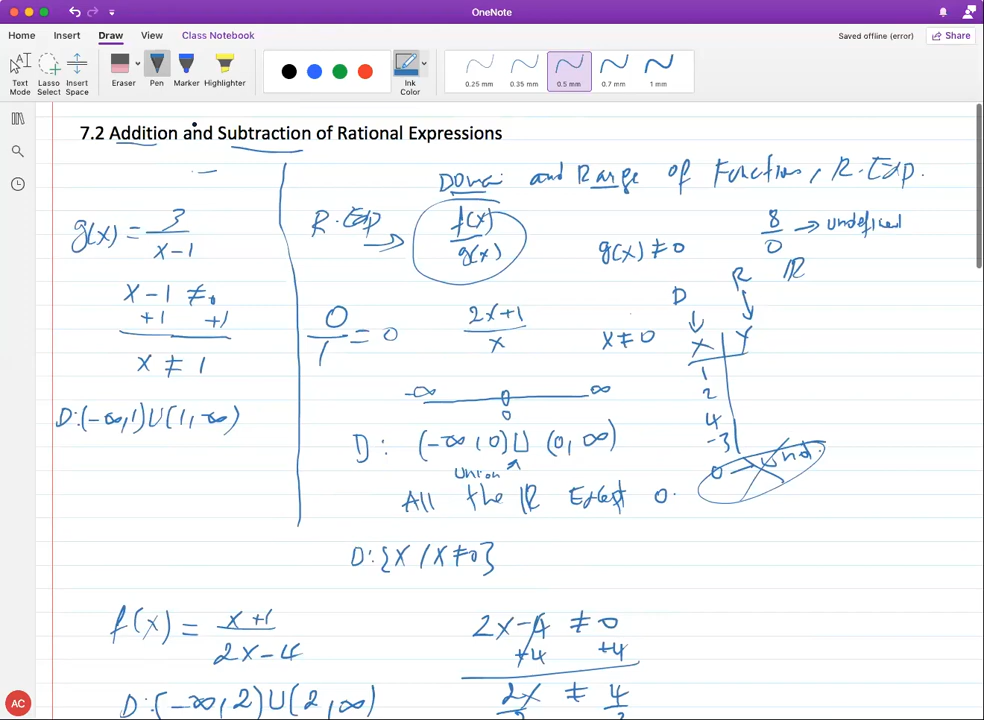 OneNote
Home Insert Draw View Class Notebook
Saved offline (error) Share
Text Mode
Lasso Select
Insert Space
Eraser
Pen
Marker
Highlighter
Ink Color
0.25 mm
0.35 mm
0.5 mm
0.7 mm
1 mm
7.2 Addition and Subtraction of Rational Expressions
g(x) = 3/(x-1)
x-1 ≠ 0
+1 +1
x ≠ 1
D:(-∞,1)U(1,-∞)
Domai and Range of Function, R.Exp.
R.Exp → f(x)/g(x)
g(x) ≠ 0
8/0 → undefined
R ℝ
D
0/1 = 0
2x+1/x
x ≠ 0
X Y
1
2
4
-3
0 - und.
-∞ 0 ∞
0
D: (-∞,0)U(0,∞)
Union
All the ℝ Except 0.
D:{X/X≠0}
f(x) = x+1/2x-4
2x-4 ≠ 0
+4 +4
2x ≠ 4
D:(-∞,2)U(2,∞)
AC